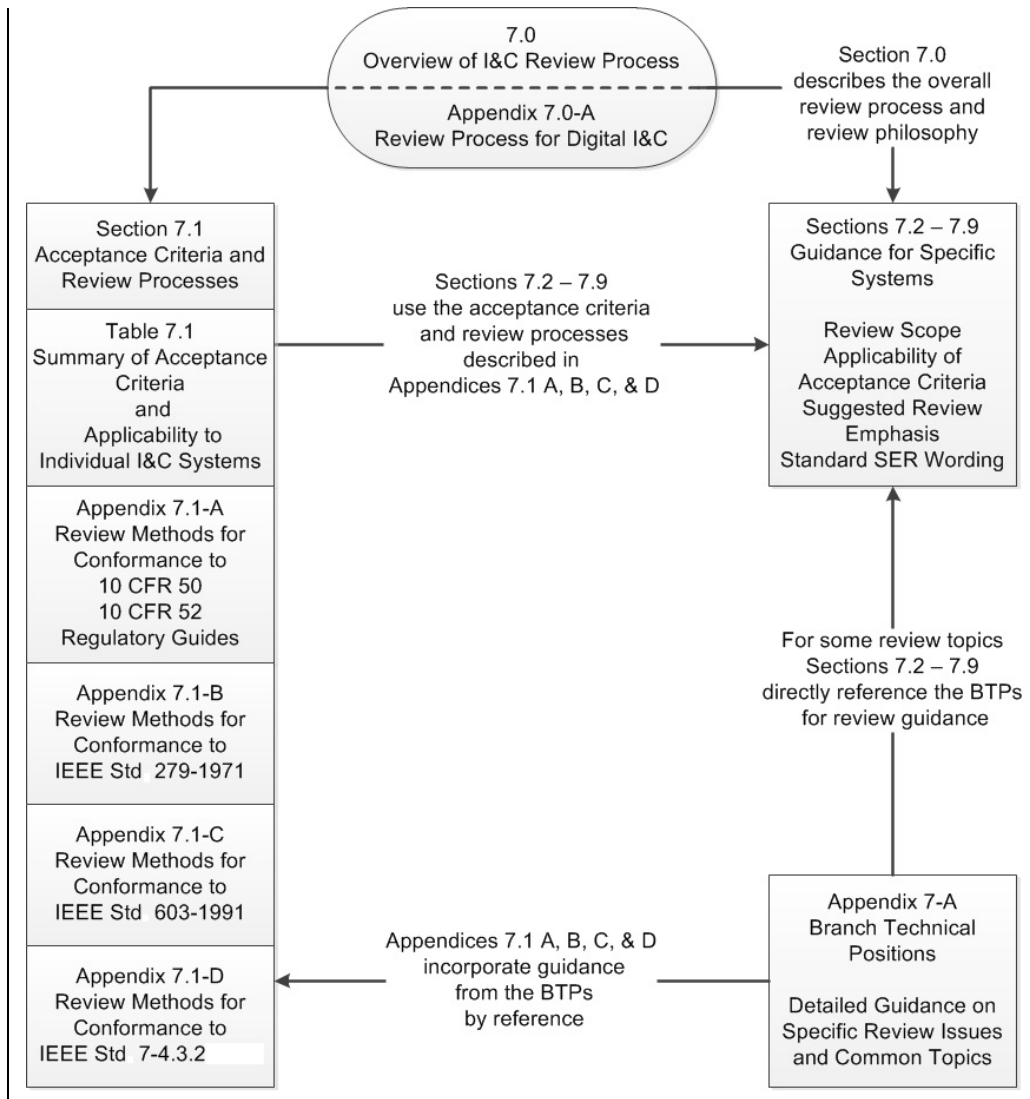 7.0
Overview of I&C Review Process
Appendix 7.0-A
Review Process for Digital I&C
Section 7.0
describes the overall
review process and
review philosophy
Section 7.1
Acceptance Criteria and
Review Processes
Table 7.1
Summary of Acceptance
Criteria
and
Applicability to
Individual I&C Systems
Appendix 7.1-A
Review Methods for
Conformance to
10 CFR 50
10 CFR 52
Regulatory Guides
Appendix 7.1-B
Review Methods for
Conformance to
IEEE Std. 279-1971
Appendix 7.1-C
Review Methods for
Conformance to
IEEE Std. 603-1991
Appendix 7.1-D
Review Methods for
Conformance to
IEEE Std. 7-4.3.2
Sections 7.2 – 7.9
use the acceptance criteria
and review processes
described in
Appendices 7.1 A, B, C, & D
Sections 7.2 – 7.9
Guidance for Specific
Systems
Review Scope
Applicability of
Acceptance Criteria
Suggested Review
Emphasis
Standard SER Wording
For some review topics
Sections 7.2 – 7.9
directly reference the BTPs
for review guidance
Appendices 7.1 A, B, C, & D
incorporate guidance
from the BTPs
by reference
Appendix 7-A
Branch Technical
Positions
Detailed Guidance on
Specific Review Issues
and Common Topics